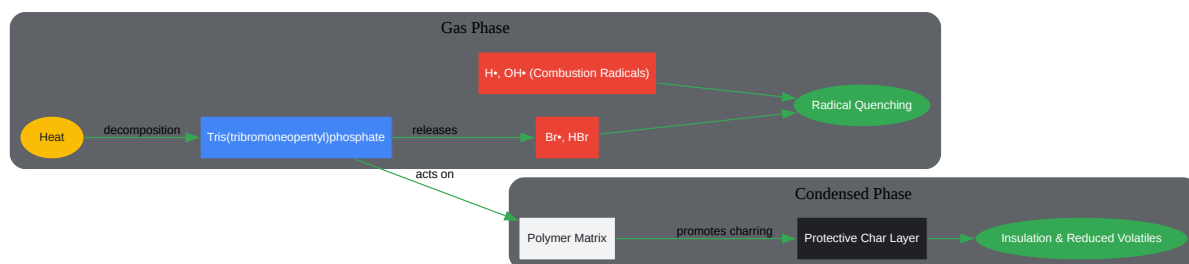 Gas Phase
H•, OH• (Combustion Radicals)
Radical Quenching
Heat
decomposition
Tris(tribromoneopentyl)phosphate
releases
Br•, HBr
acts on
Condensed Phase
Polymer Matrix
promotes charring
Protective Char Layer
Insulation & Reduced Volatiles